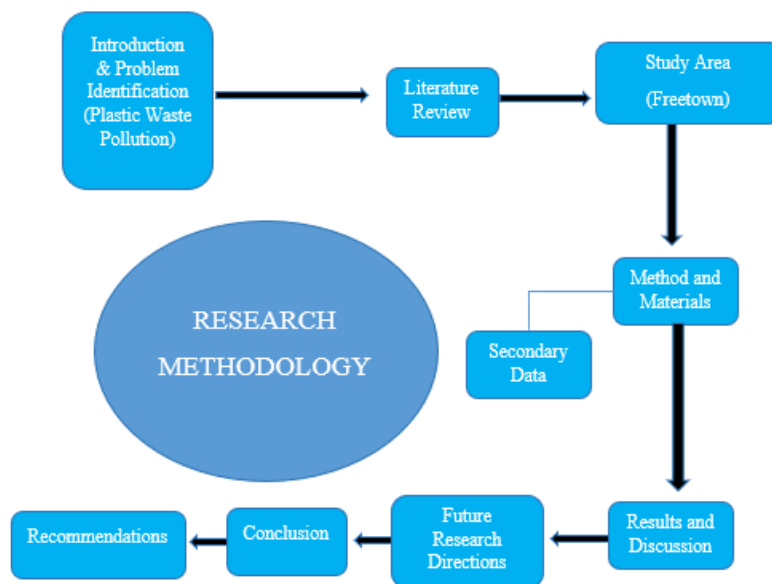 Introduction
& Problem
Identification
(Plastic Waste
Pollution)
Literature
Review
Study Area
(Freetown)
Method and
Materials
Secondary
Data
RESEARCH
METHODOLOGY
Results and
Discussion
Future
Research
Directions
Conclusion
Recommendations